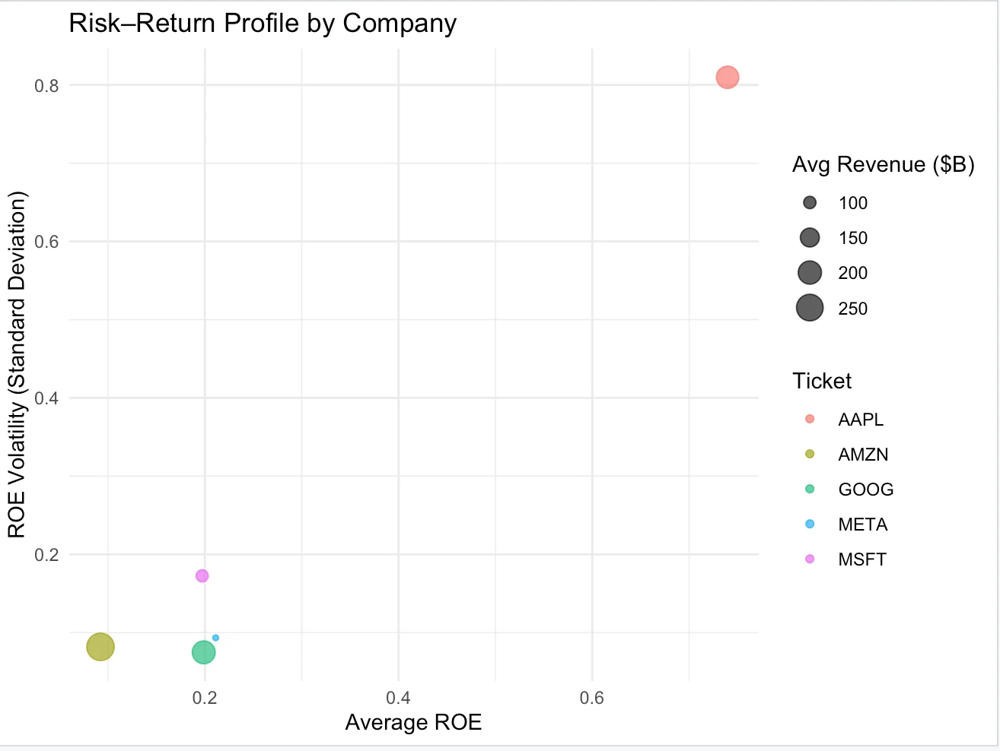 Risk–Return Profile by Company
ROE Volatility (Standard Deviation)
0.8
0.6
0.4
0.2
0.2 0.4 0.6
Average ROE
Avg Revenue ($B)
100
150
200
250
Ticket
AAPL
AMZN
GOOG
META
MSFT